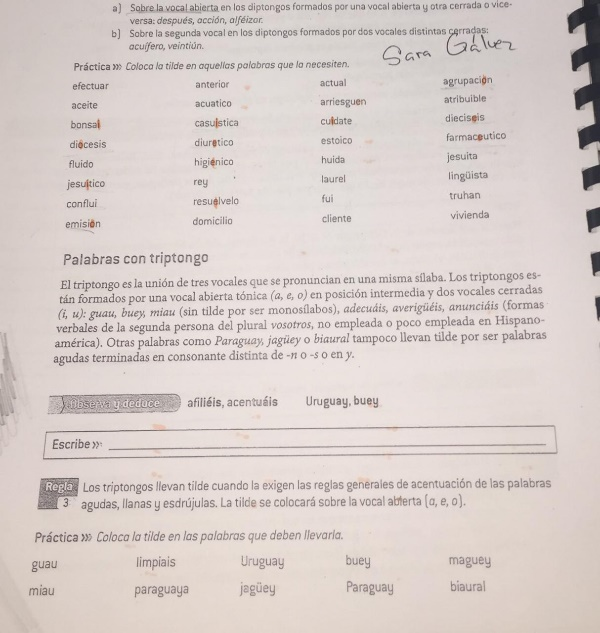 a) Sobre la vocal abierta en los diptongos formados por una vocal abierta y otra cerrada o vice-
versa: después, acción, alféizar.
b) Sobre la segunda vocal en los diptongos formados por dos vocales distintas cerradas:
acuífero, veintiún.
Sara Gálvez
Práctica »» Coloca la tilde en aquellas palabras que la necesiten.
efectuar anterior actual agrupación
aceite acuatico arriesguen atribuible
bonsaí casuística cuídate dieciséis
diócesis diurético estoico farmacéutico
fluido higiénico huida jesuita
jesuítico rey laurel lingüista
conflui resuélvelo fui truhan
emisión domicilio cliente vivienda
Palabras con triptongo
El triptongo es la unión de tres vocales que se pronuncian en una misma sílaba. Los triptongos es-
tán formados por una vocal abierta tónica (a, e, o) en posición intermedia y dos vocales cerradas
(i, u): guau, buey, miau (sin tilde por ser monosílabos), adecuáis, averigüéis, anunciáis (formas
verbales de la segunda persona del plural vosotros, no empleada o poco empleada en Hispano-
américa). Otras palabras como Paraguay, jagüey o biaural tampoco llevan tilde por ser palabras
agudas terminadas en consonante distinta de -n o -s o en y.
Observa y deduce afiliéis, acentuáis Uruguay, buey
Escribe »»
Regla Los triptongos llevan tilde cuando la exigen las reglas generales de acentuación de las palabras
3 agudas, llanas y esdrújulas. La tilde se colocará sobre la vocal abierta (a, e, o).
Práctica »» Coloca la tilde en las palabras que deben llevarla.
guau limpiais Uruguay buey maguey
miau paraguaya jagüey Paraguay biaural